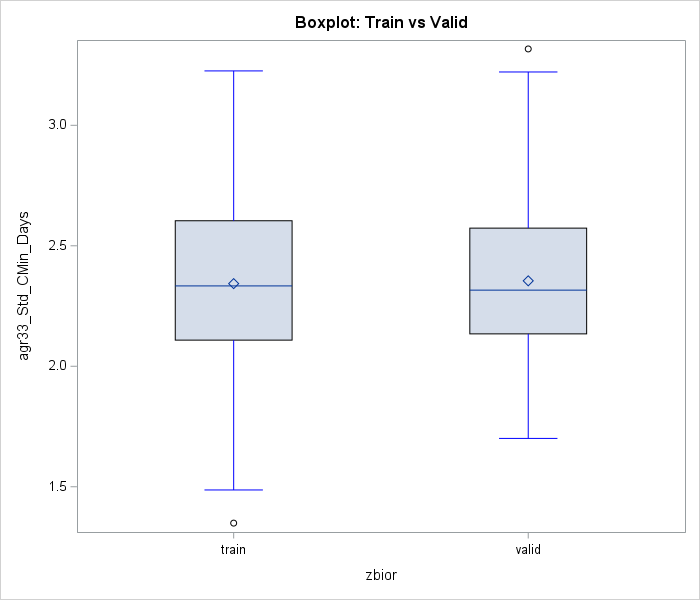 Boxplot: Train vs Valid
agr33_Std_CMin_Days
3.0
2.5
2.0
1.5
train
valid
zbior